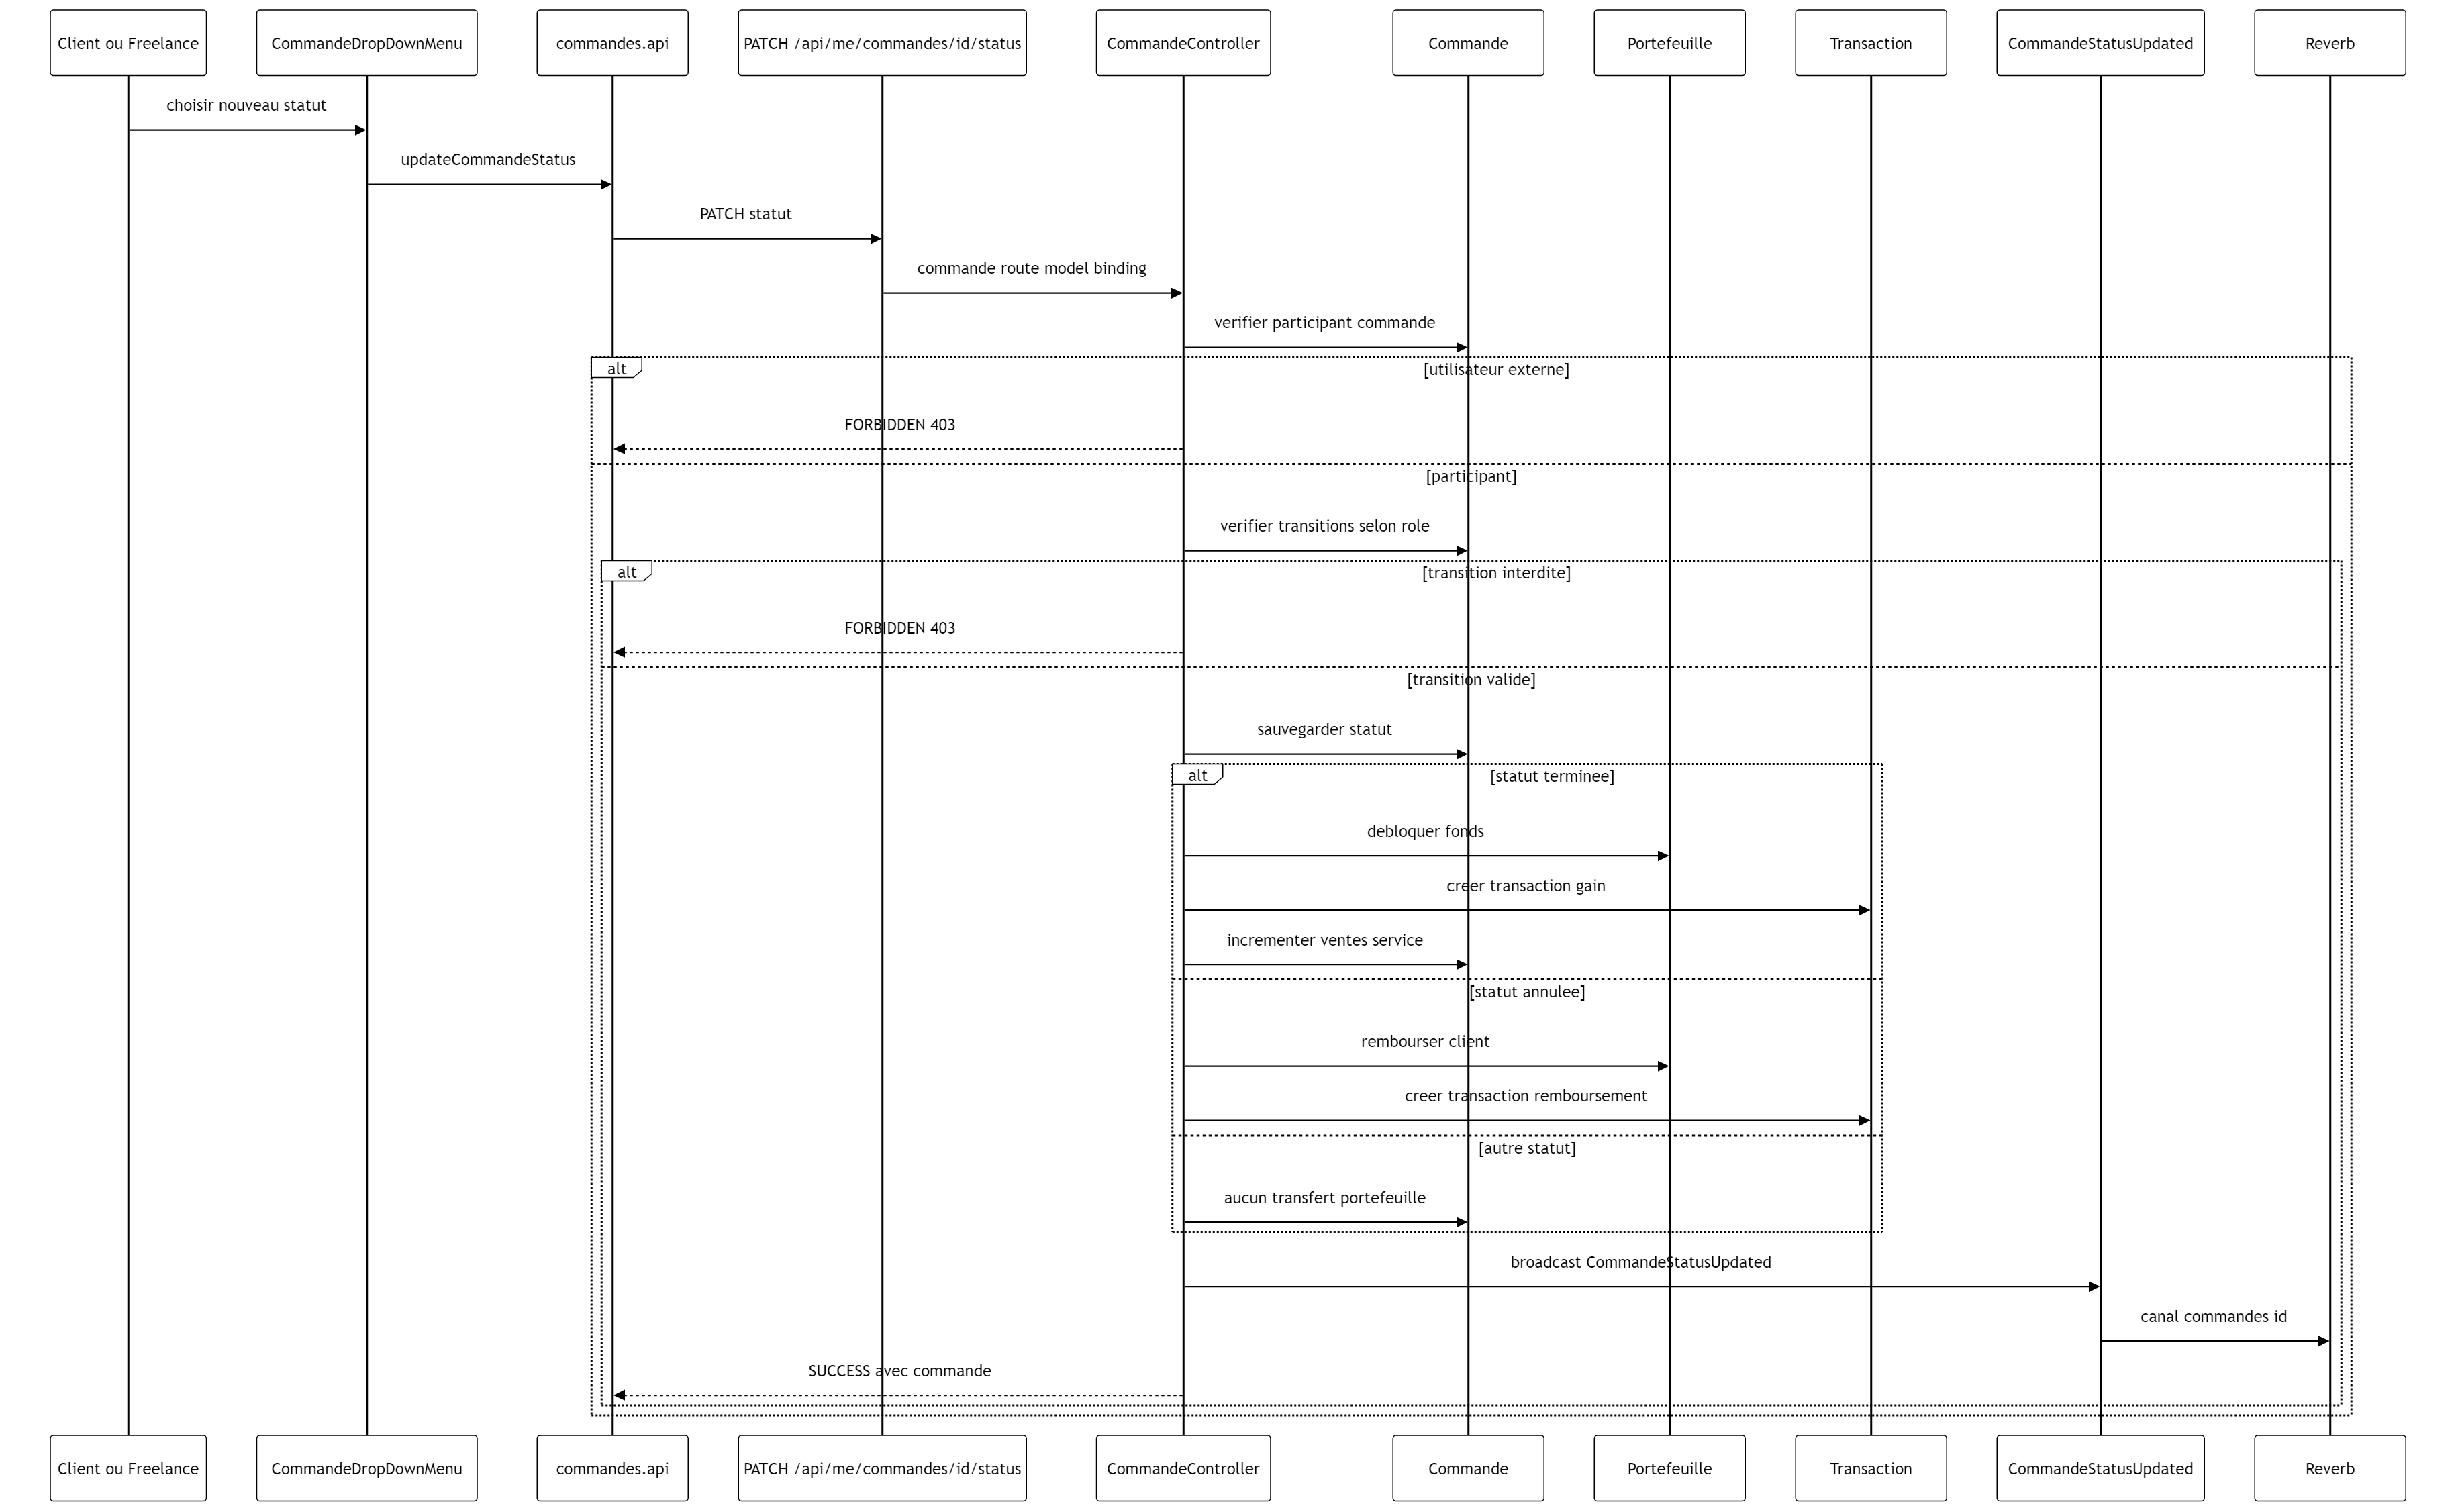 Client ou Freelance
CommandeDropDownMenu
commandes.api
PATCH /api/me/commandes/id/status
CommandeController
Commande
Portefeuille
Transaction
CommandeStatusUpdated
Reverb
choisir nouveau statut
updateCommandeStatus
PATCH statut
commande route model binding
verifier participant commande
alt
[utilisateur externe]
FORBIDDEN 403
[participant]
verifier transitions selon role
alt
[transition interdite]
FORBIDDEN 403
[transition valide]
sauvegarder statut
alt
[statut terminee]
debloquer fonds
creer transaction gain
incrementer ventes service
[statut annulee]
rembourser client
creer transaction remboursement
[autre statut]
aucun transfert portefeuille
broadcast CommandeStatusUpdated
canal commandes id
SUCCESS avec commande
Client ou Freelance
CommandeDropDownMenu
commandes.api
PATCH /api/me/commandes/id/status
CommandeController
Commande
Portefeuille
Transaction
CommandeStatusUpdated
Reverb